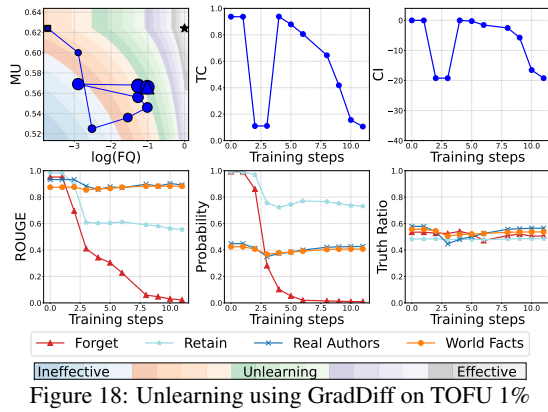 MU
0.64
0.62
0.60
0.58
0.56
0.54
0.52
−3 −2 −1 0
log(FQ)
TC
1.0
0.8
0.6
0.4
0.2
0.0
0.0 2.5 5.0 7.5 10.0
Training steps
CI
0
−10
−20
−30
−40
0.0 2.5 5.0 7.5 10.0
Training steps
ROUGE
1.0
0.8
0.6
0.4
0.2
0.0
0.0 2.5 5.0 7.5 10.0
Training steps
Probability
1.0
0.8
0.6
0.4
0.2
0.0
0.0 2.5 5.0 7.5 10.0
Training steps
Truth Ratio
1.0
0.8
0.6
0.4
0.2
0.0
0.0 2.5 5.0 7.5 10.0
Training steps
Forget Retain Real Authors World Facts
Ineffective Unlearning Effective
Figure 18: Unlearning using GradDiff on TOFU 1%